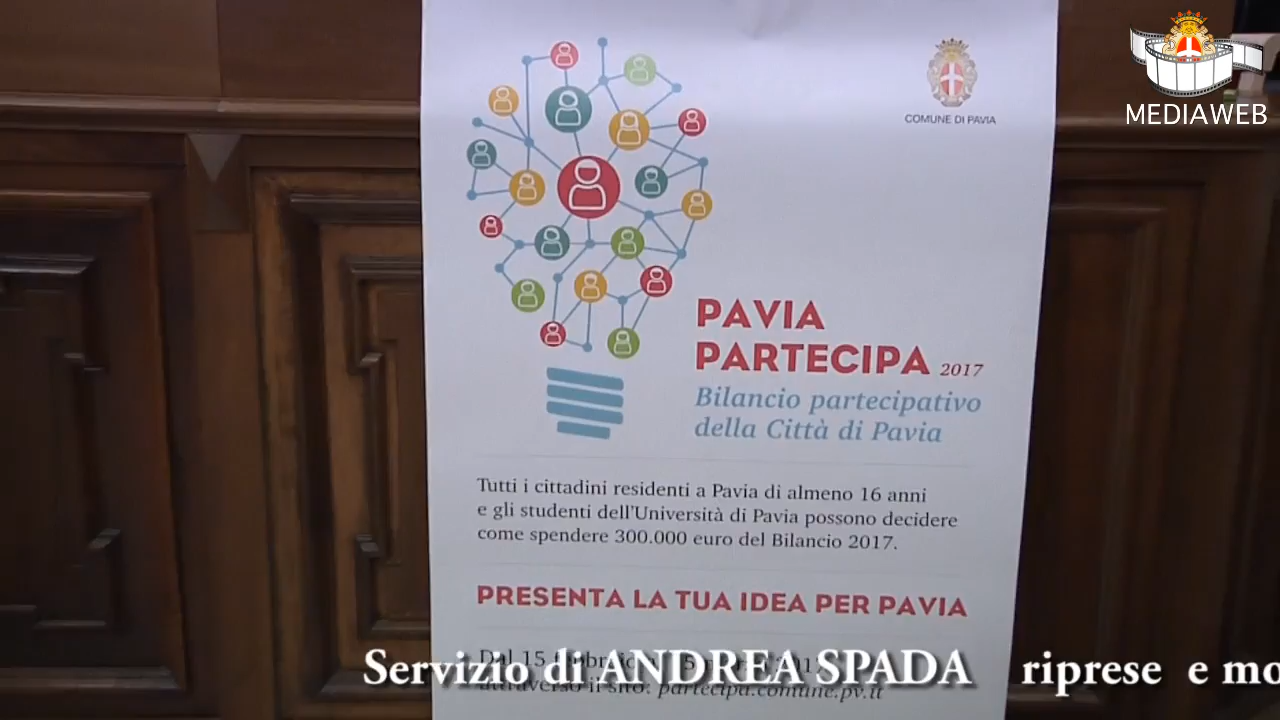 COMUNE DI PAVIA
MEDIAWEB
PAVIA
PARTECIPA 2017
Bilancio partecipativo
della Città di Pavia
Tutti i cittadini residenti a Pavia di almeno 16 anni
e gli studenti dell'Università di Pavia possono decidere
come spendere 300.000 euro del Bilancio 2017.
PRESENTA LA TUA IDEA PER PAVIA
Dal 15
attraverso il sito: partecipa.comune.pv.it
Servizio di ANDREA SPADA riprese e mo